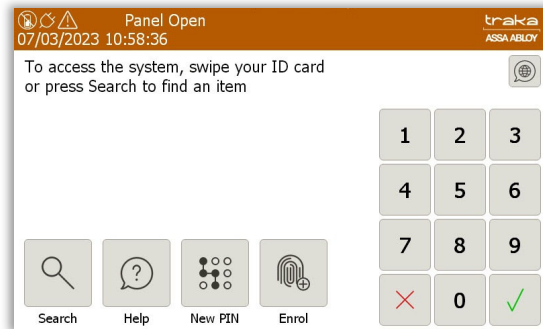 Panel Open
traka
07/03/2023 10:58:36
ASSA ABLOY
To access the system, swipe your ID card
or press Search to find an item
1 2 3
4 5 6
7 8 9
0
Search Help New PIN Enrol